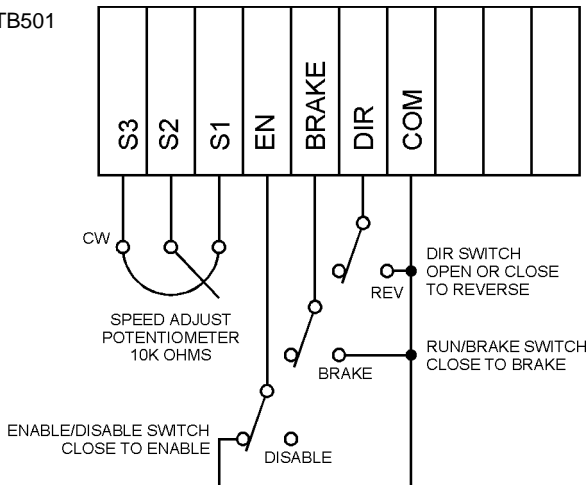 TB501
S3
S2
S1
EN
BRAKE
DIR
COM
CW
SPEED ADJUST
POTENTIOMETER
10K OHMS
REV
DIR SWITCH
OPEN OR CLOSE
TO REVERSE
BRAKE
RUN/BRAKE SWITCH
CLOSE TO BRAKE
ENABLE/DISABLE SWITCH
CLOSE TO ENABLE
DISABLE